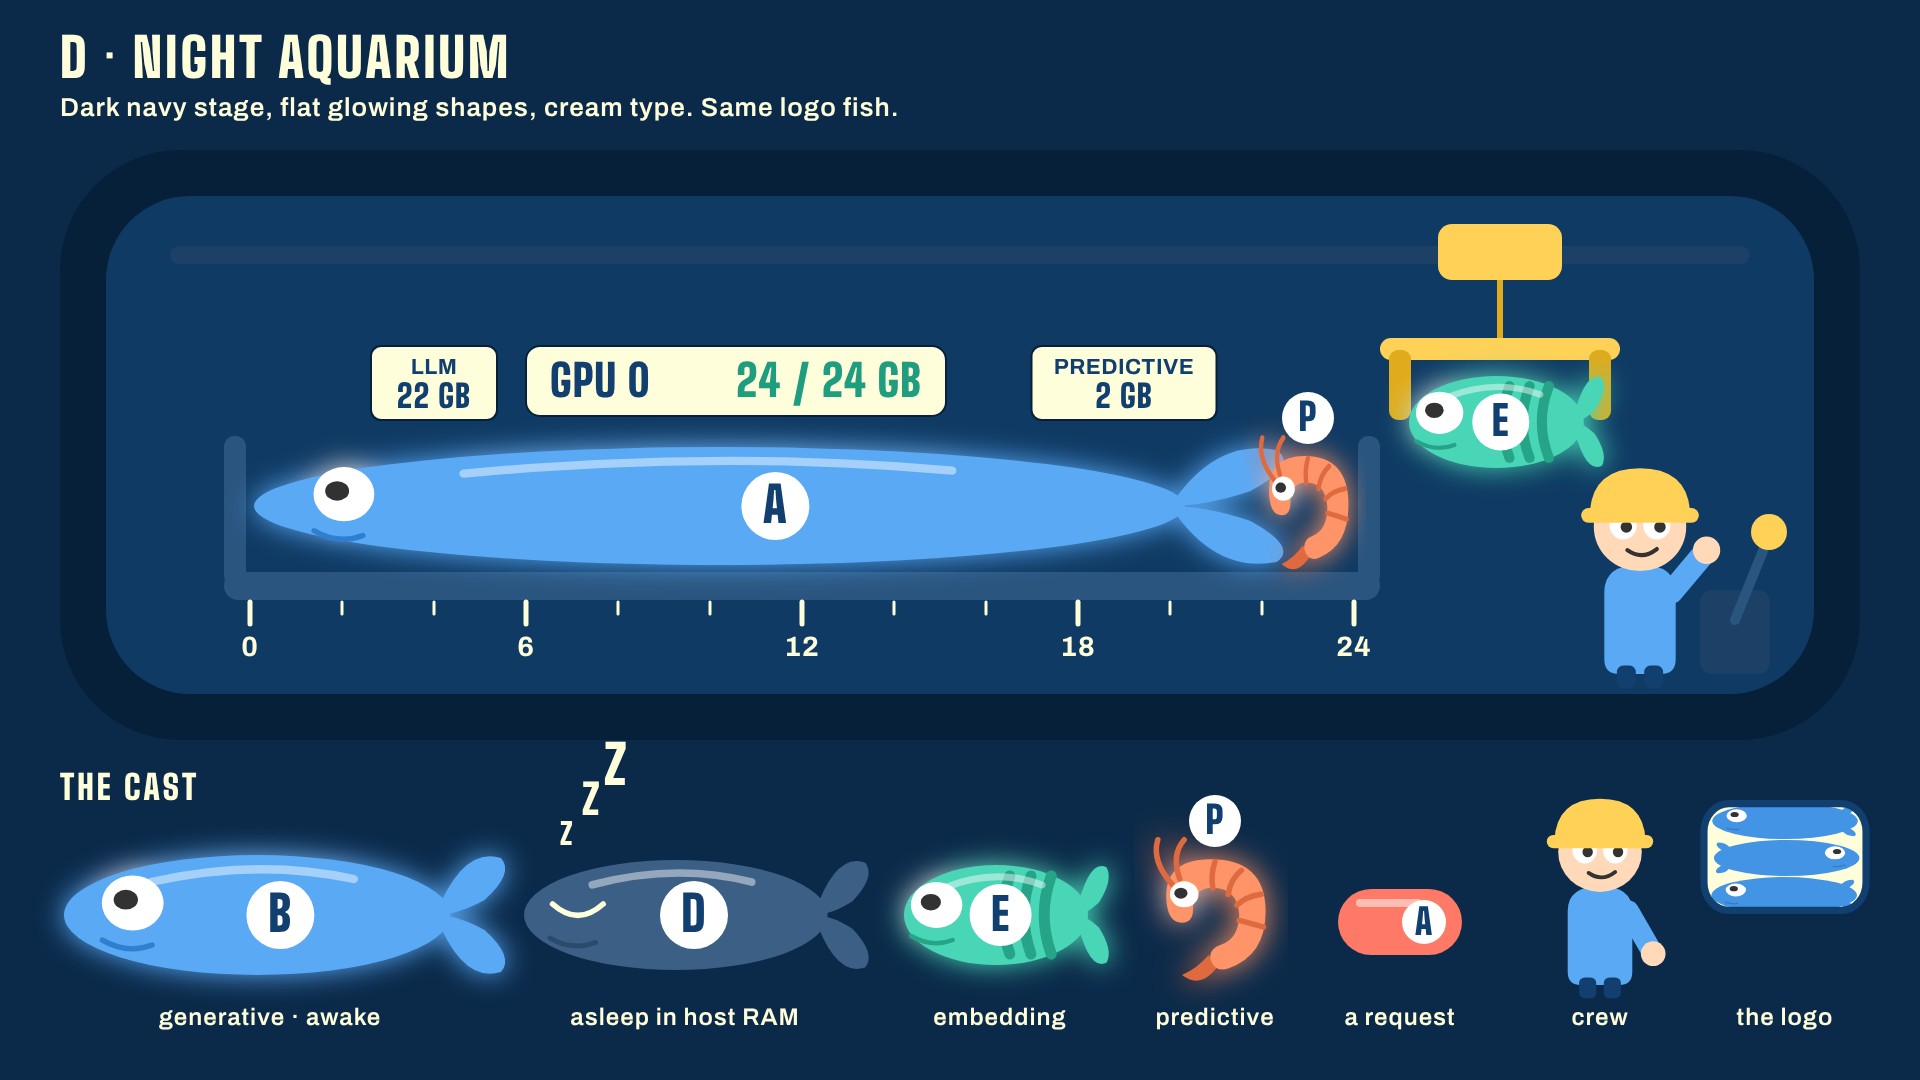 D · NIGHT AQUARIUM
Dark navy stage, flat glowing shapes, cream type. Same logo fish.
LLM
22 GB
GPU 0 24 / 24 GB
PREDICTIVE
2 GB
P
E
A
0 6 12 18 24
THE CAST
z z z
B
D
E
P
A
generative · awake
asleep in host RAM
embedding
predictive
a request
crew
the logo